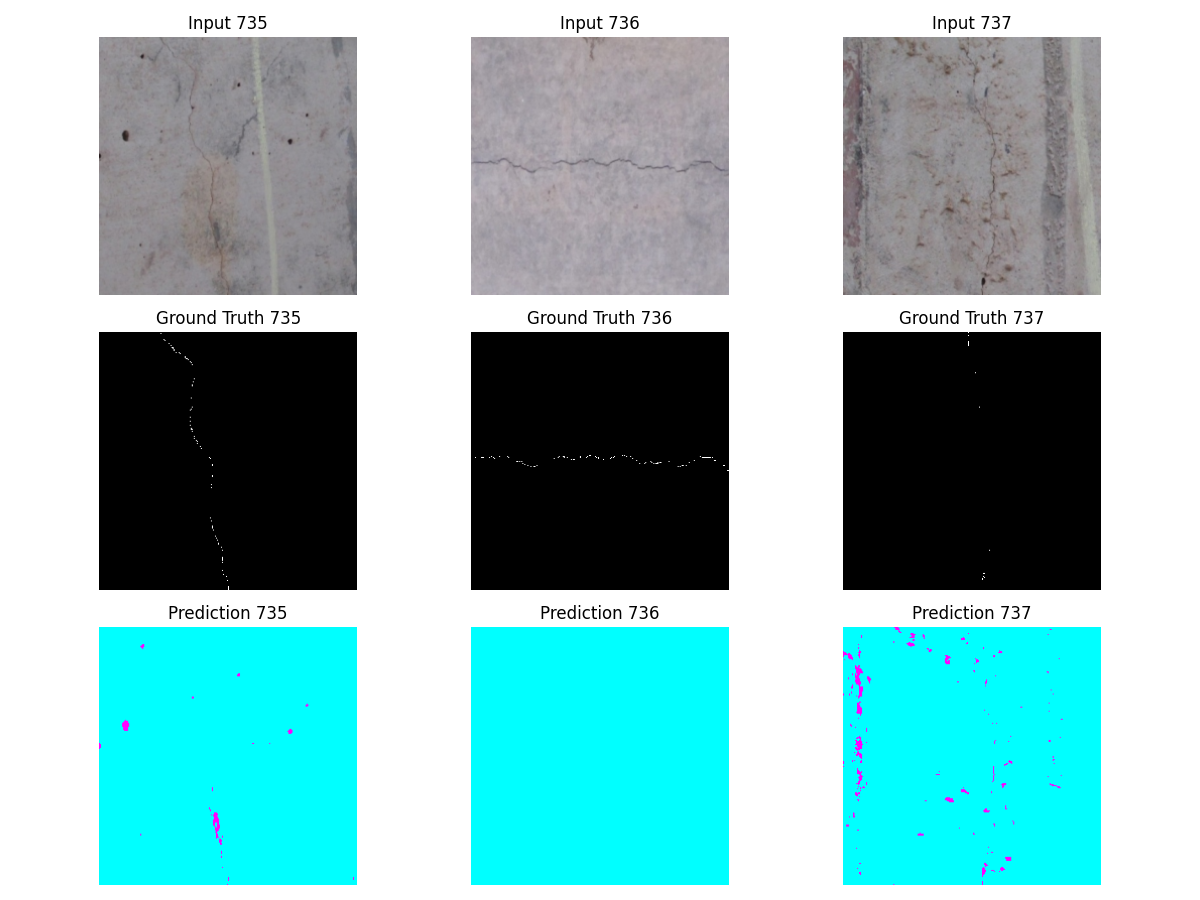 Input 735
Input 736
Input 737
Ground Truth 735
Ground Truth 736
Ground Truth 737
Prediction 735
Prediction 736
Prediction 737